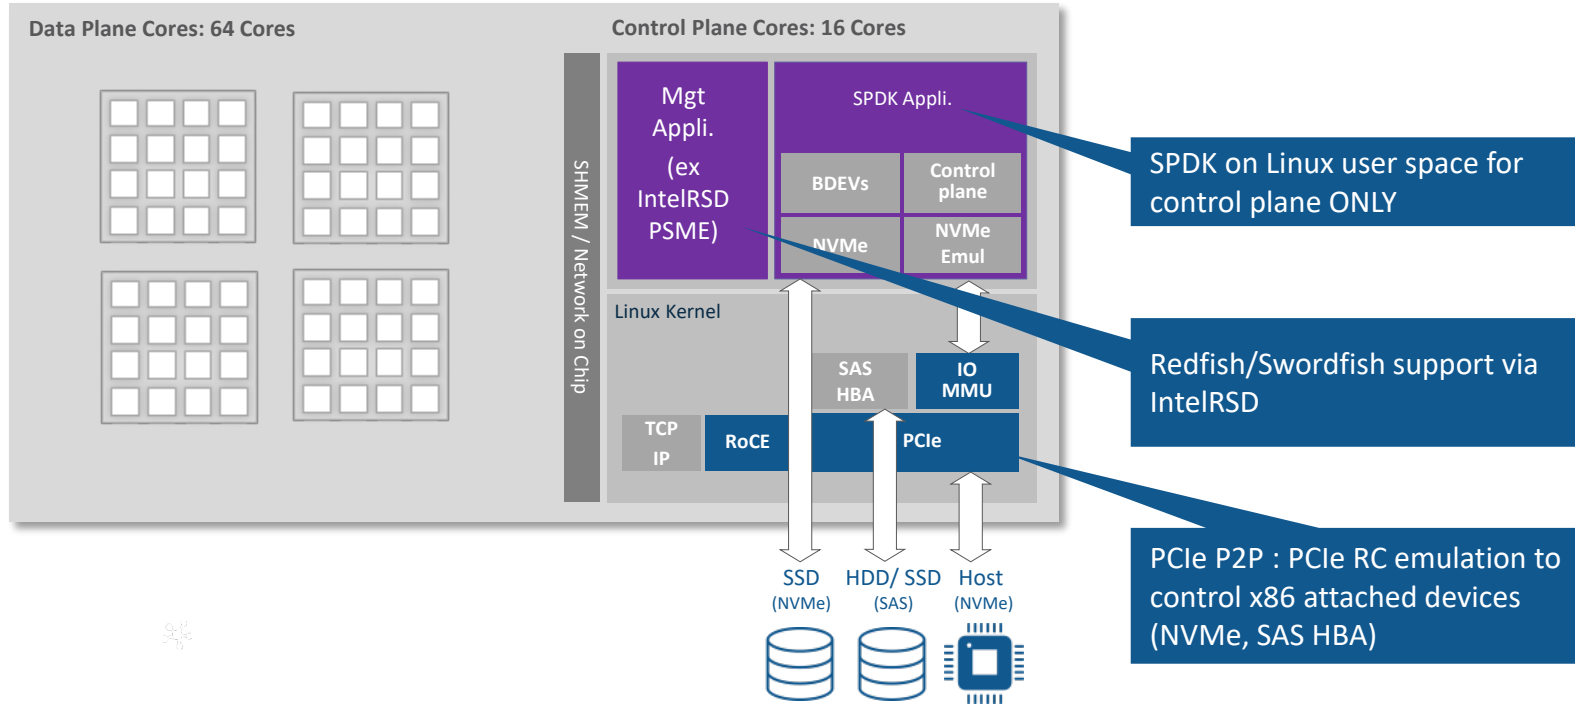 Data Plane Cores: 64 Cores
Control Plane Cores: 16 Cores
SHMEM / Network on Chip
Mgt
Appli.
(ex
IntelRSD
PSME)
SPDK Appli.
BDEVs
Control
plane
NVMe
NVMe
Emul
Linux Kernel
SAS
HBA
IO
MMU
TCP
IP
RoCE
PCIe
SSD
(NVMe)
HDD/ SSD
(SAS)
Host
(NVMe)
SPDK on Linux user space for
control plane ONLY
Redfish/Swordfish support via
IntelRSD
PCIe P2P : PCIe RC emulation to
control x86 attached devices
(NVMe, SAS HBA)